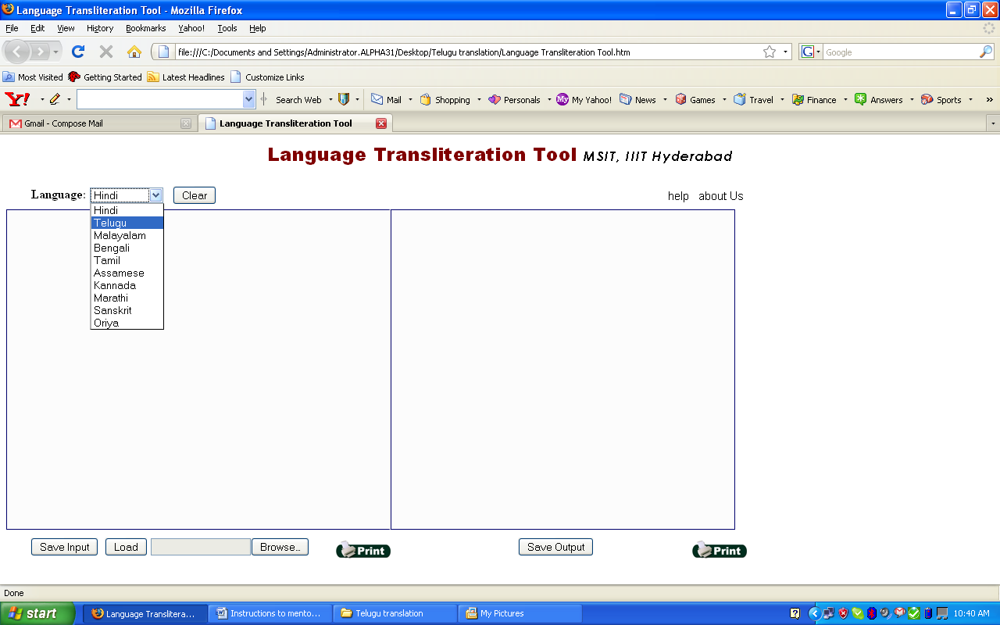 Language Transliteration Tool - Mozilla Firefox
File Edit View History Bookmarks Yahoo! Tools Help
file:///C:/Documents and Settings/Administrator.ALPHA31/Desktop/Telugu translation/Language Transliteration Tool.htm
G Google
Most Visited Getting Started Latest Headlines Customize Links
Y! Search Web Mail Shopping Personals My My Yahoo! News Games Travel Finance Answers Sports »
Gmail - Compose Mail Language Transliteration Tool
Language Transliteration Tool MSIT, IIIT Hyderabad
Language: Hindi Clear help about Us
Hindi
Telugu
Malayalam
Bengali
Tamil
Assamese
Kannada
Marathi
Sanskrit
Oriya
Save Input Load Browse... Print Save Output Print
Done
start Language Translitera... Instructions to mento... Telugu translation My Pictures 10:40 AM